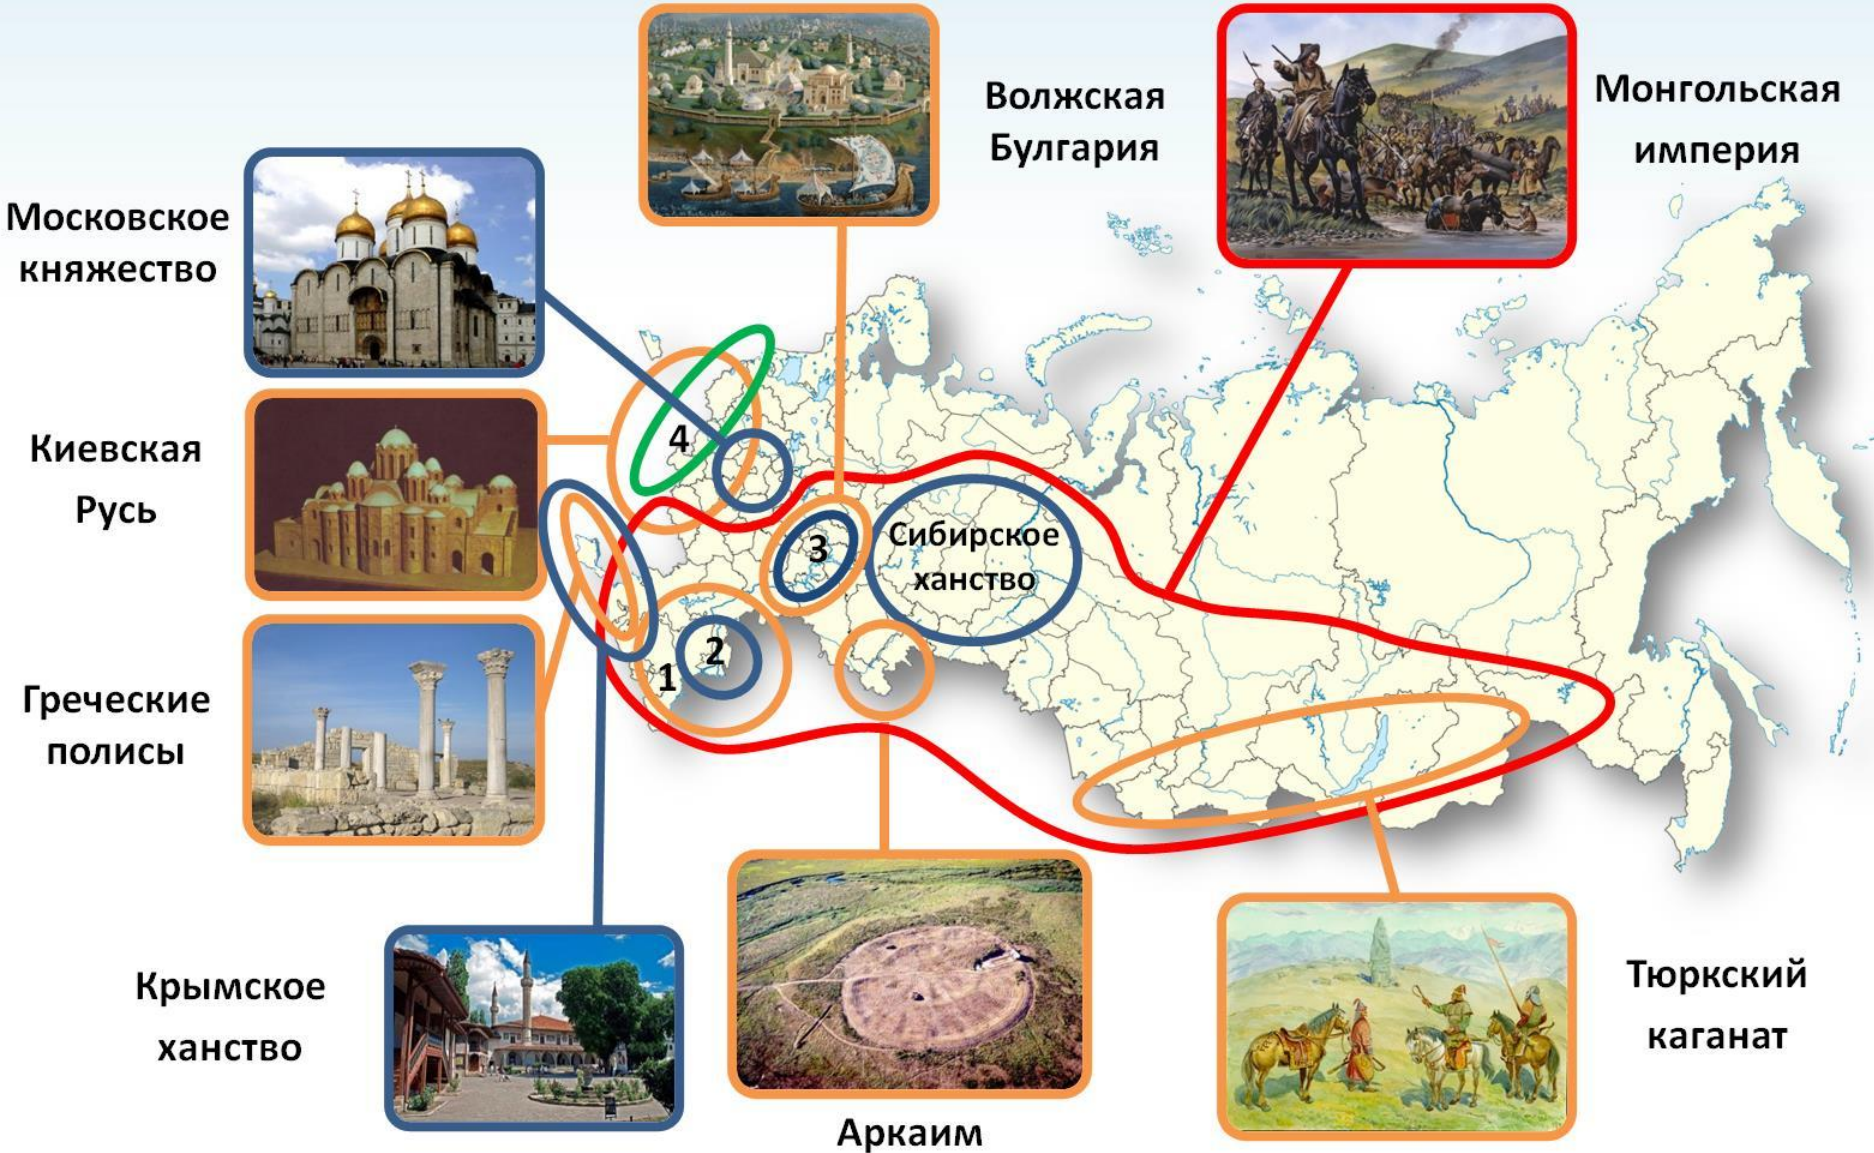 Волжская
Булгария
Монгольская
империя
Московское
княжество
Киевская
Русь
4
Сибирское
ханство
3
2
1
Греческие
полисы
Крымское
ханство
Аркаим
Тюркский
каганат